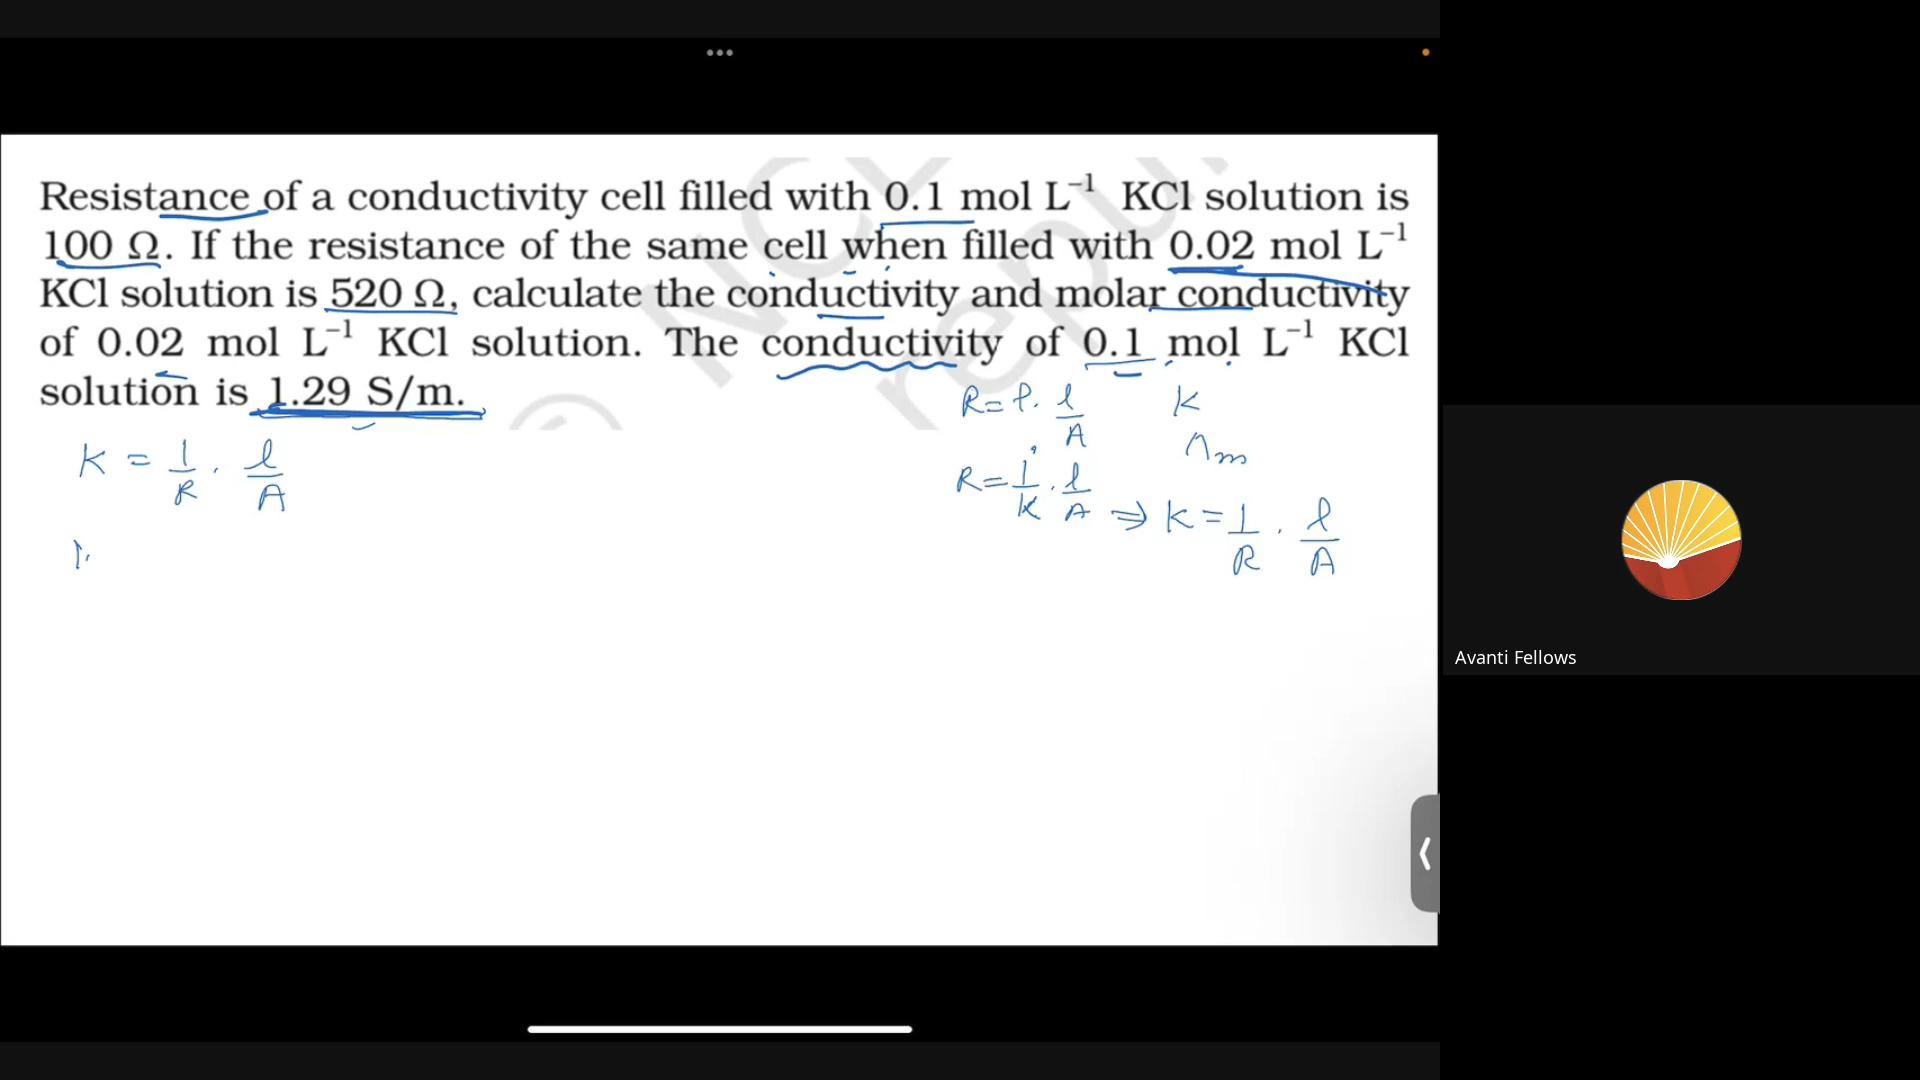 Resistance of a conductivity cell filled with 0.1 mol L⁻¹ KCl solution is
100 Ω. If the resistance of the same cell when filled with 0.02 mol L⁻¹
KCl solution is 520 Ω, calculate the conductivity and molar conductivity
of 0.02 mol L⁻¹ KCl solution. The conductivity of 0.1 mol L⁻¹ KCl
solution is 1.29 S/m.
R = ρ. l/A
K
Λm
K = 1/R . l/A
R = 1/K . l/A ⇒ K = 1/R . l/A
Avanti Fellows